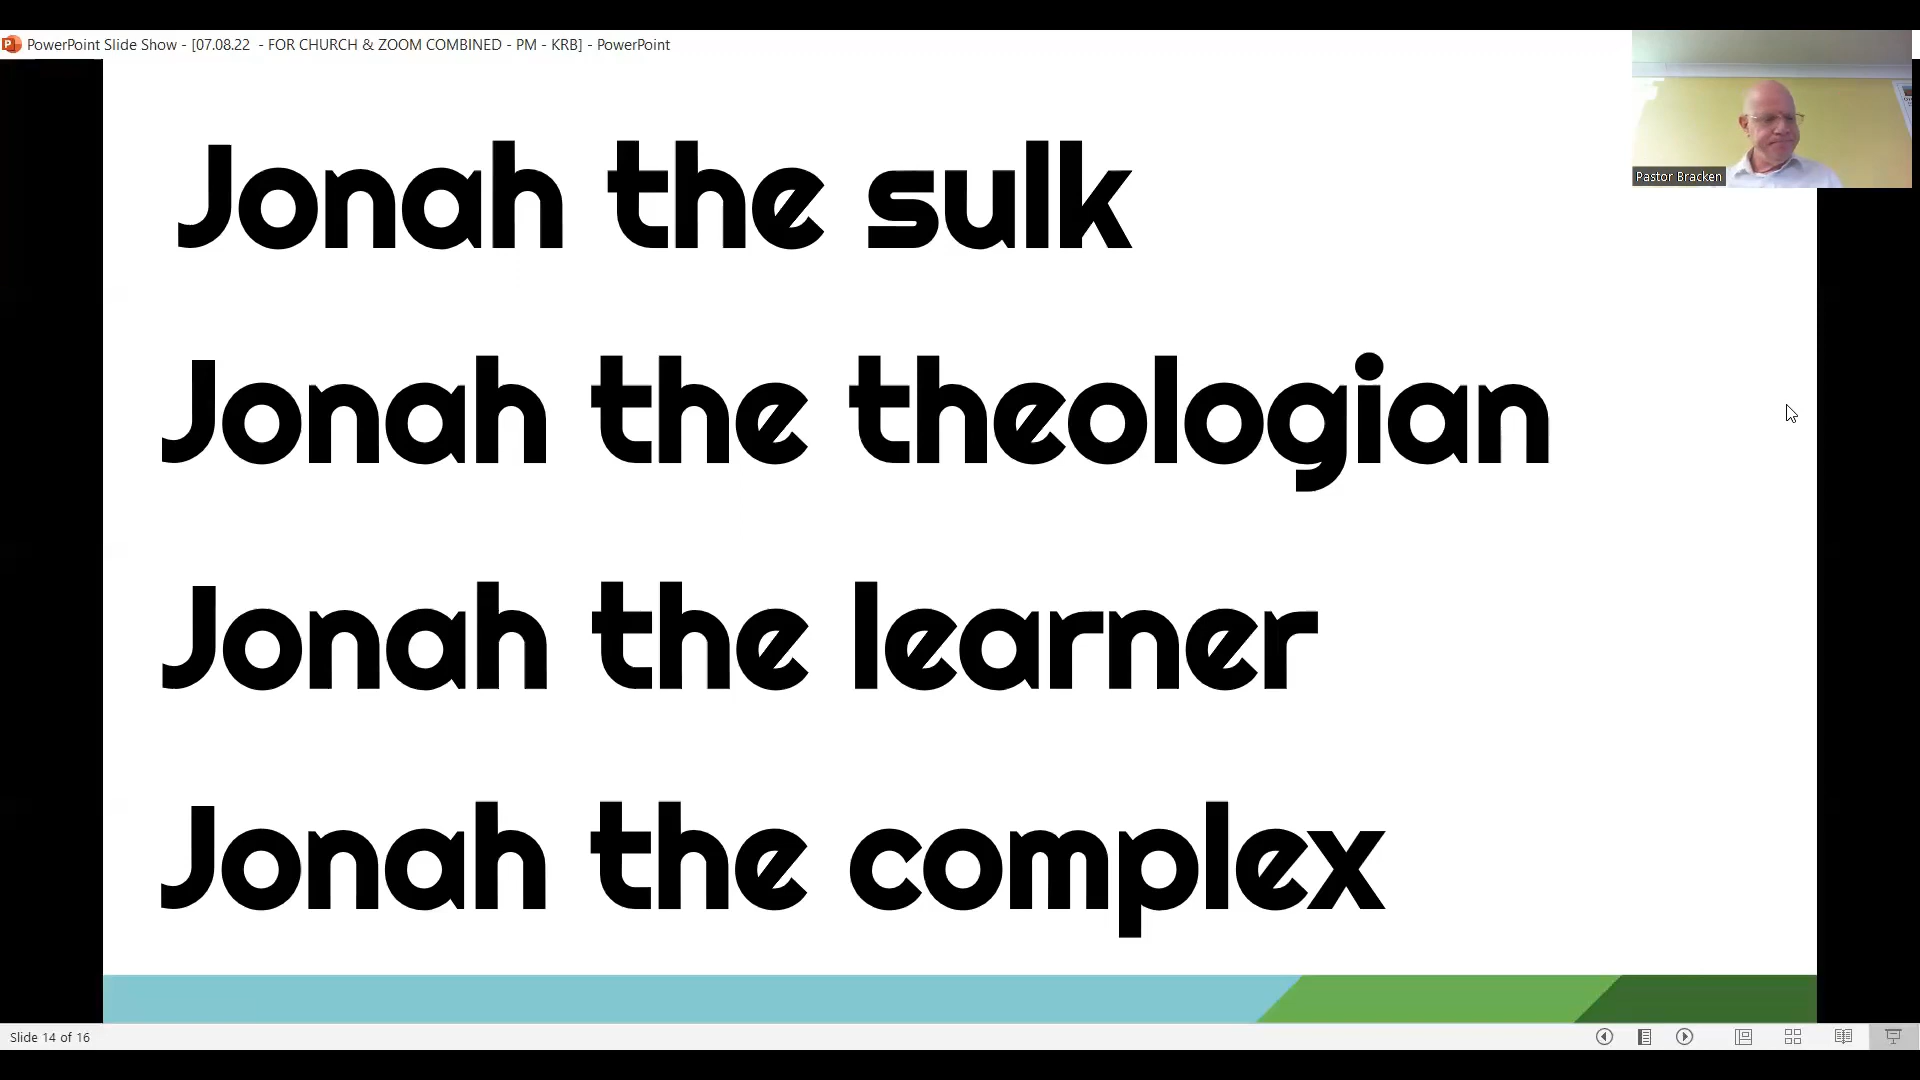 PowerPoint Slide Show - [07.08.22  - FOR CHURCH & ZOOM COMBINED - PM - KRB] - PowerPoint
Pastor Bracken
Jonah the sulk
Jonah the theologian
Jonah the learner
Jonah the complex
Slide 14 of 16